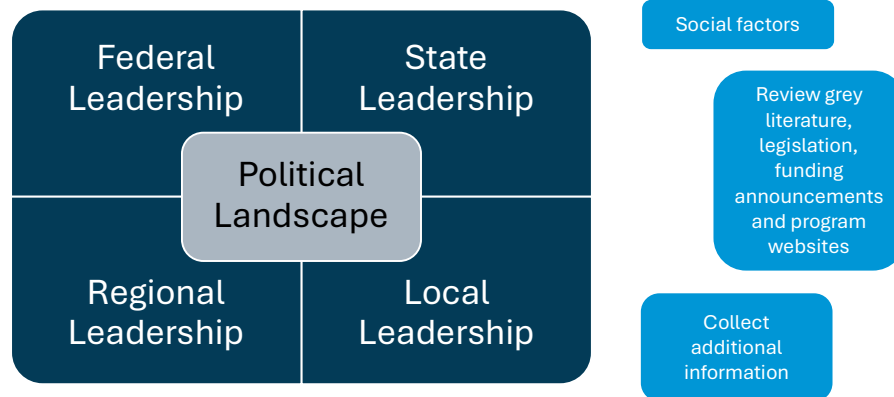 Federal
Leadership
State
Leadership
Political
Landscape
Regional
Leadership
Local
Leadership
Social factors
Review grey
literature,
legislation,
funding
announcements
and program
websites
Collect
additional
information